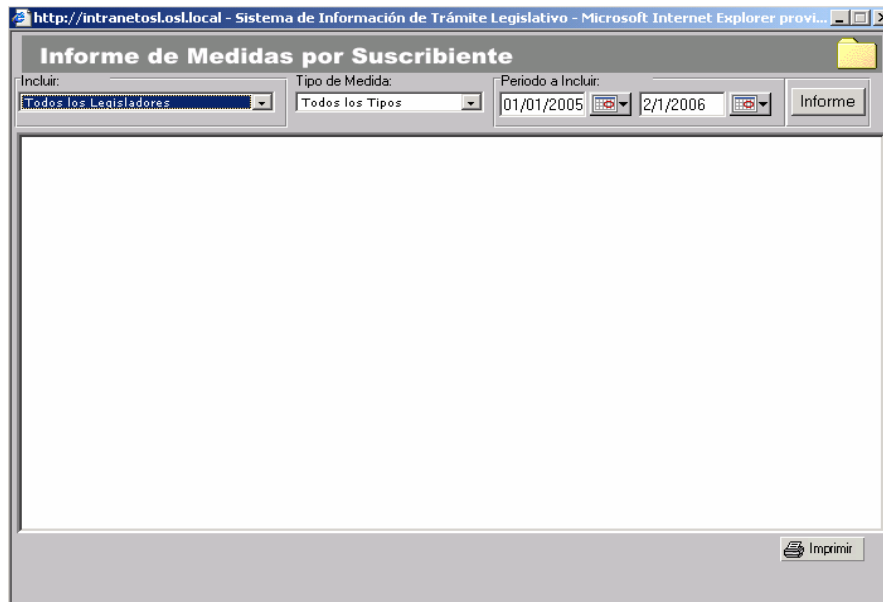 http://intranetosl.osl.local - Sistema de Información de Trámite Legislativo - Microsoft Internet Explorer provi...
Informe de Medidas por Suscribiente
Incluir: Tipo de Medida: Periodo a Incluir:
Todos los Legisladores Todos los Tipos 01/01/2005 2/1/2006 Informe
Imprimir